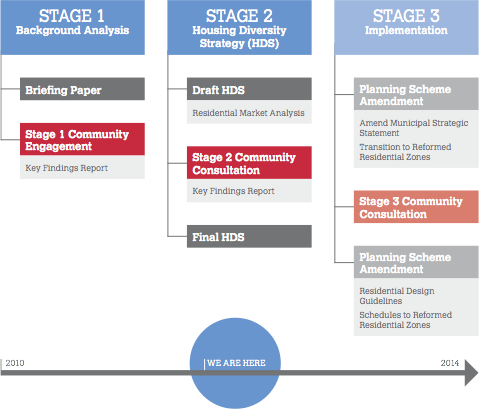 STAGE 1
Background Analysis
Briefing Paper
Stage 1 Community
Engagement
Key Findings Report
STAGE 2
Housing Diversity
Strategy (HDS)
Draft HDS
Residential Market Analysis
Stage 2 Community
Consultation
Key Findings Report
Final HDS
STAGE 3
Implementation
Planning Scheme
Amendment
Amend Municipal Strategic
Statement
Transition to Reformed
Residential Zones
Stage 3 Community
Consultation
Planning Scheme
Amendment
Residential Design
Guidelines
Schedules to Reformed
Residential Zones
2010
WE ARE HERE
2014